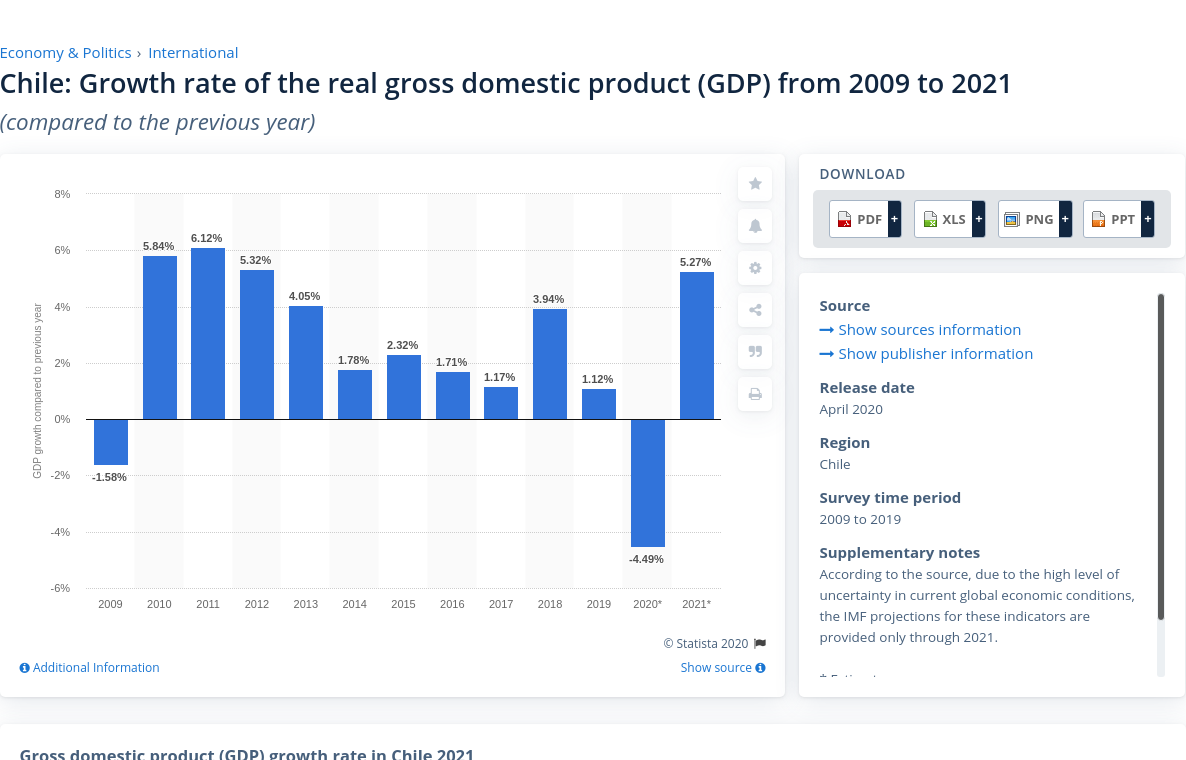 Economy & Politics › International
Chile: Growth rate of the real gross domestic product (GDP) from 2009 to 2021
(compared to the previous year)
GDP growth compared to previous year
8%
6%
4%
2%
0%
-2%
-4%
-6%
-1.58%
5.84%
6.12%
5.32%
4.05%
1.78%
2.32%
1.71%
1.17%
3.94%
1.12%
-4.49%
5.27%
2009 2010 2011 2012 2013 2014 2015 2016 2017 2018 2019 2020* 2021*
© Statista 2020
Additional Information
Show source
DOWNLOAD
PDF + XLS + PNG + PPT +
Source
Show sources information
Show publisher information
Release date
April 2020
Region
Chile
Survey time period
2009 to 2019
Supplementary notes
According to the source, due to the high level of
uncertainty in current global economic conditions,
the IMF projections for these indicators are
provided only through 2021.
Gross domestic product (GDP) growth rate in Chile 2021